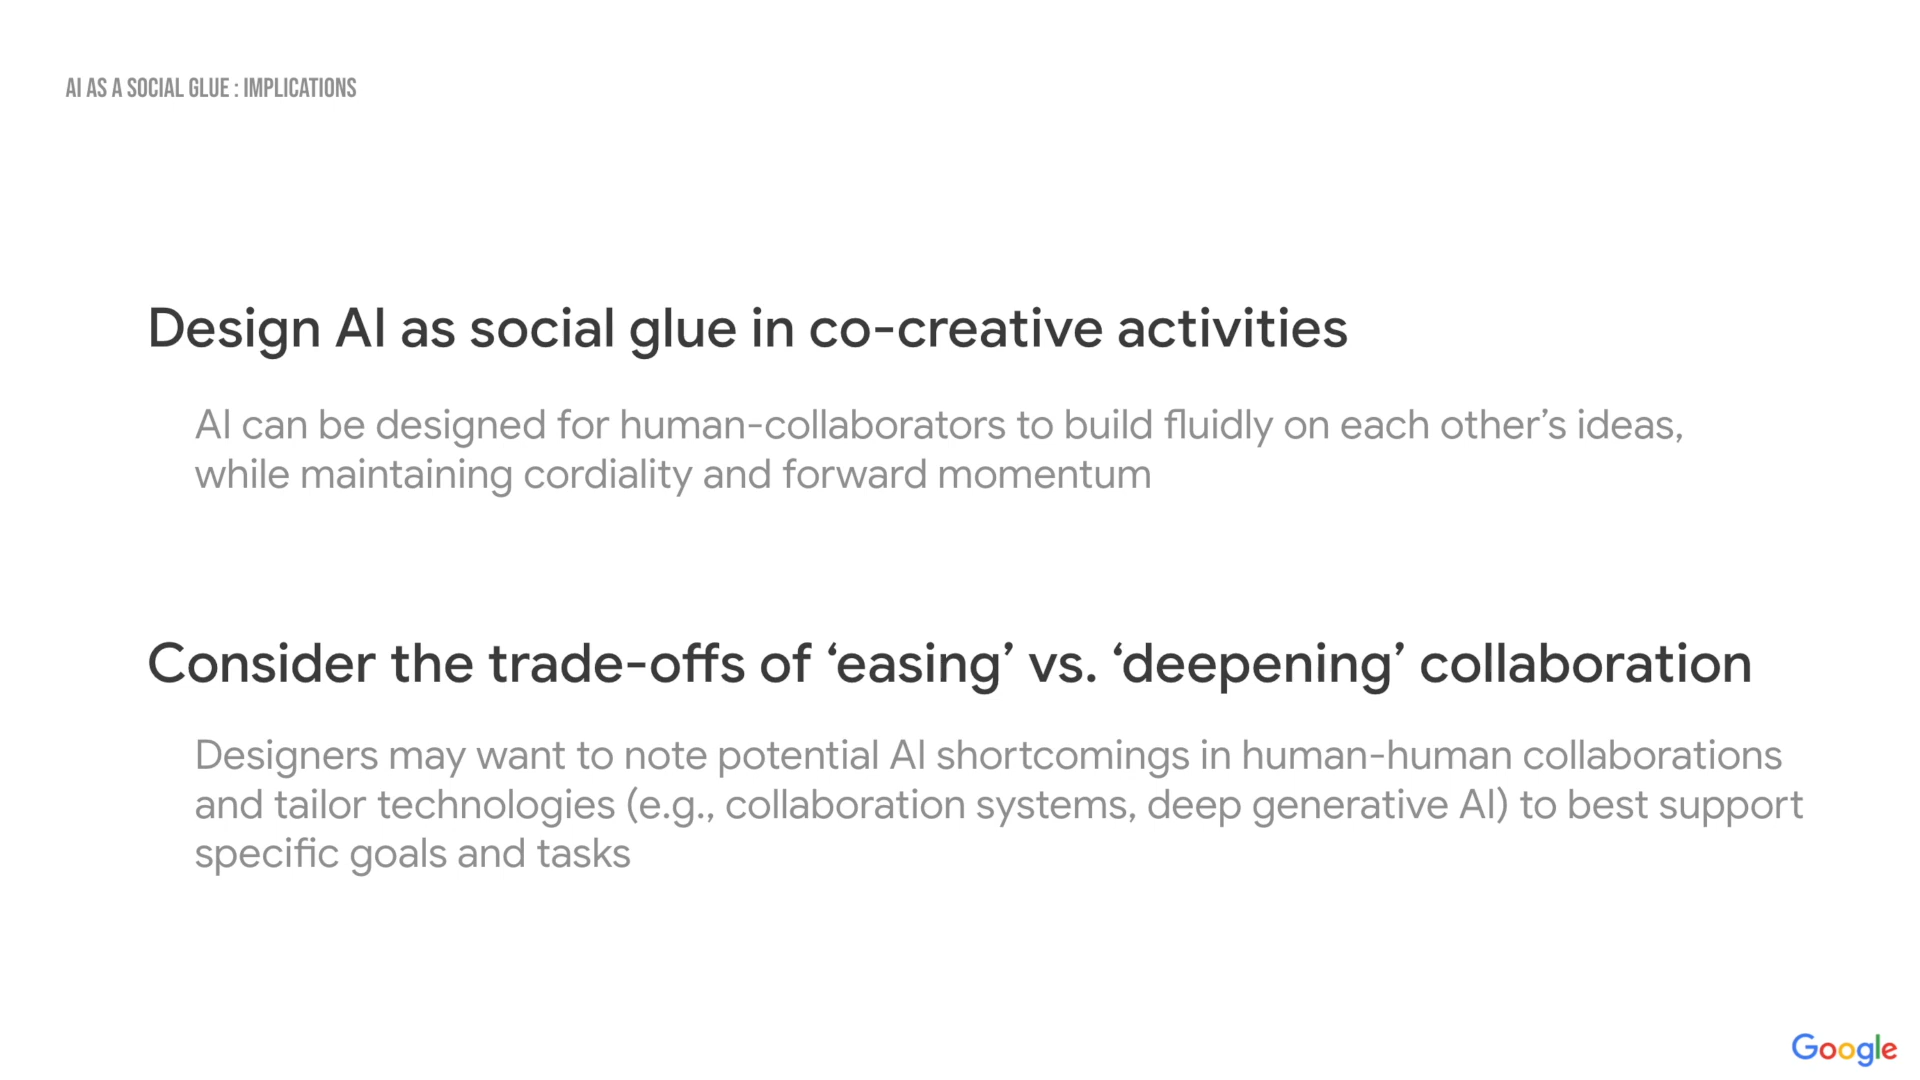 AI AS A SOCIAL GLUE : IMPLICATIONS
Design AI as social glue in co-creative activities
AI can be designed for human-collaborators to build fluidly on each other’s ideas,
while maintaining cordiality and forward momentum
Consider the trade-offs of ‘easing’ vs. ‘deepening’ collaboration
Designers may want to note potential AI shortcomings in human-human collaborations
and tailor technologies (e.g., collaboration systems, deep generative AI) to best support
specific goals and tasks
Google